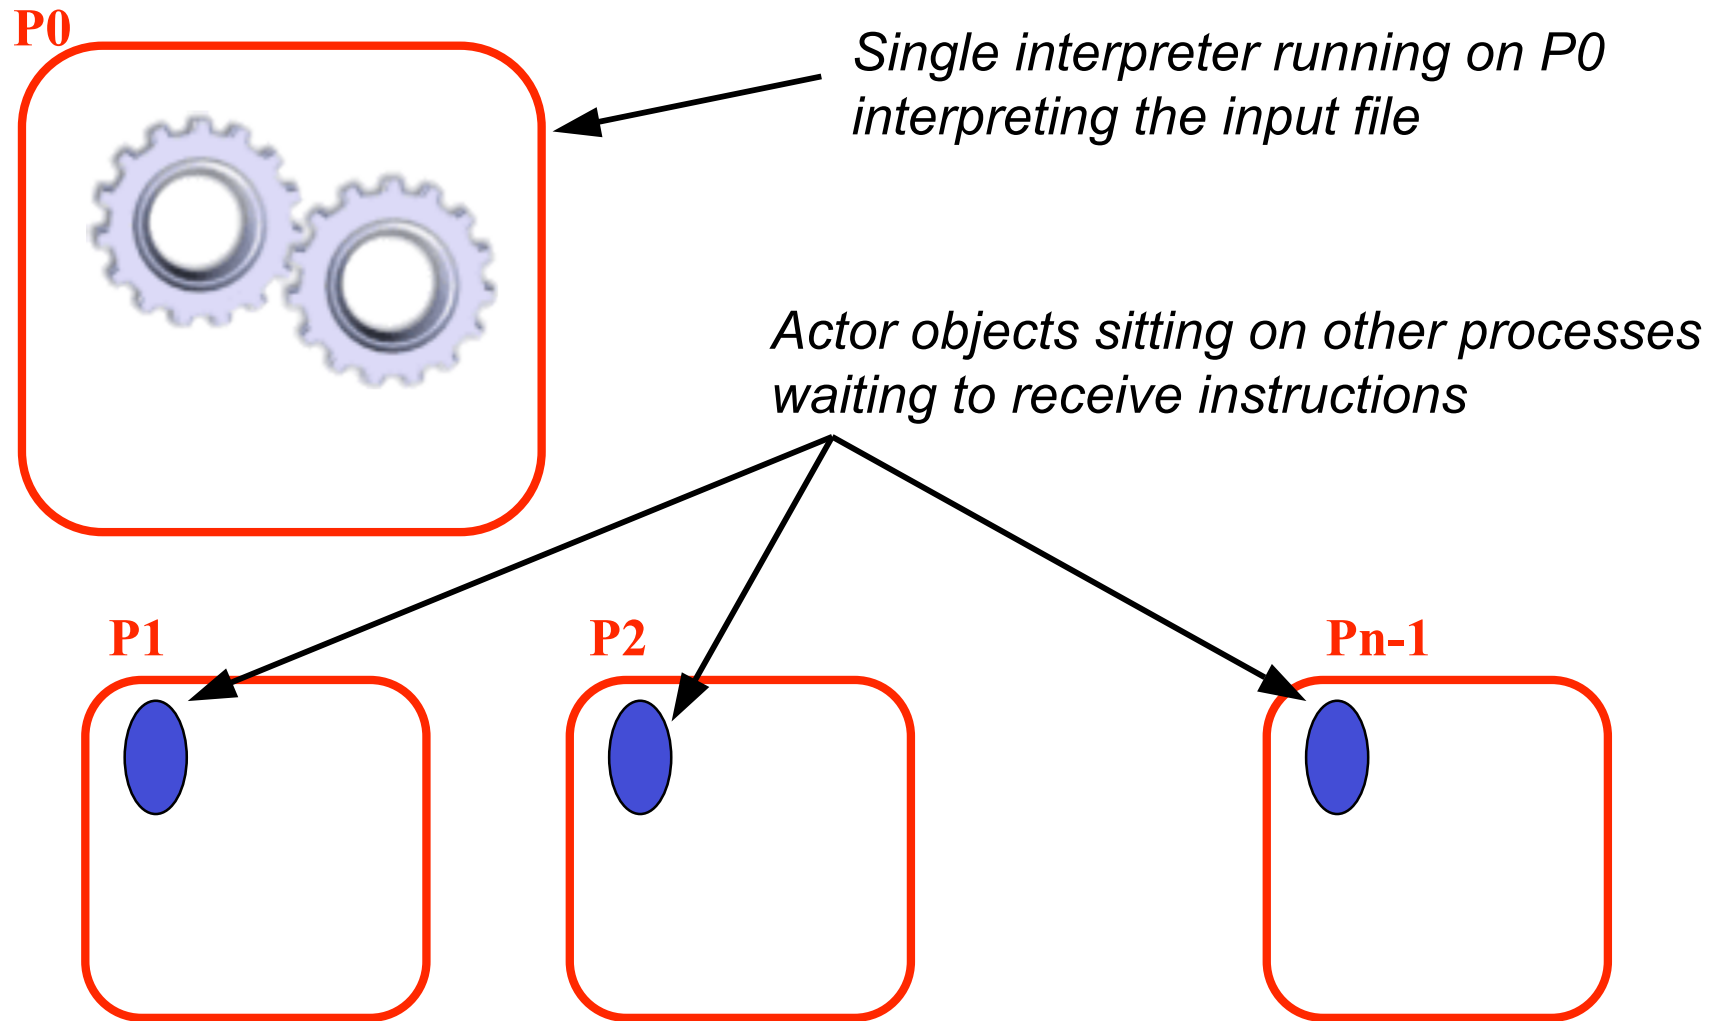 P0
Single interpreter running on P0
interpreting the input file
Actor objects sitting on other processes
waiting to receive instructions
P1
P2
Pn-1